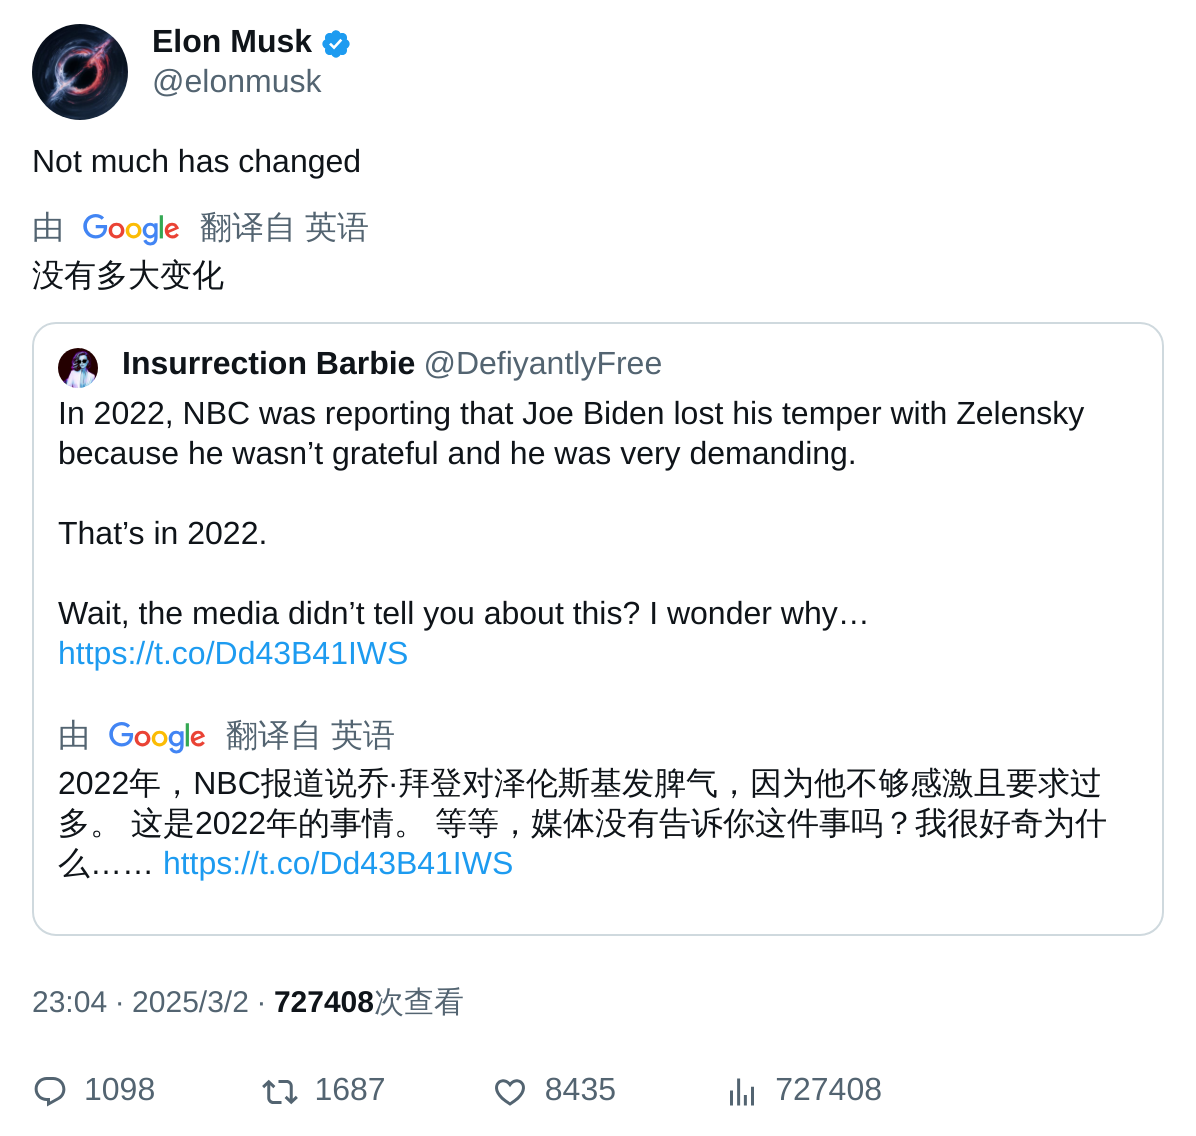 Elon Musk
@elonmusk
Not much has changed
由 Google 翻译自 英语
没有多大变化
Insurrection Barbie @DefiyantlyFree
In 2022, NBC was reporting that Joe Biden lost his temper with Zelensky
because he wasn’t grateful and he was very demanding.
That’s in 2022.
Wait, the media didn’t tell you about this? I wonder why…
https://t.co/Dd43B41IWS
由 Google 翻译自 英语
2022年，NBC报道说乔·拜登对泽伦斯基发脾气，因为他不够感激且要求过
多。 这是2022年的事情。 等等，媒体没有告诉你这件事吗？我很好奇为什
么…… https://t.co/Dd43B41IWS
23:04 · 2025/3/2 · 727408次查看
1098 1687 8435 727408